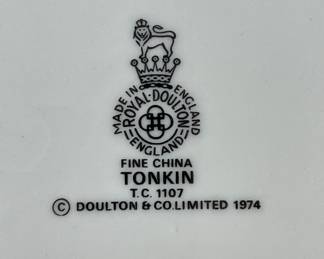 MADE IN ENGLAND
ROYAL·DOULTON
ENGLAND
FINE CHINA
TONKIN
T.C. 1107
© DOULTON & CO.LIMITED 1974